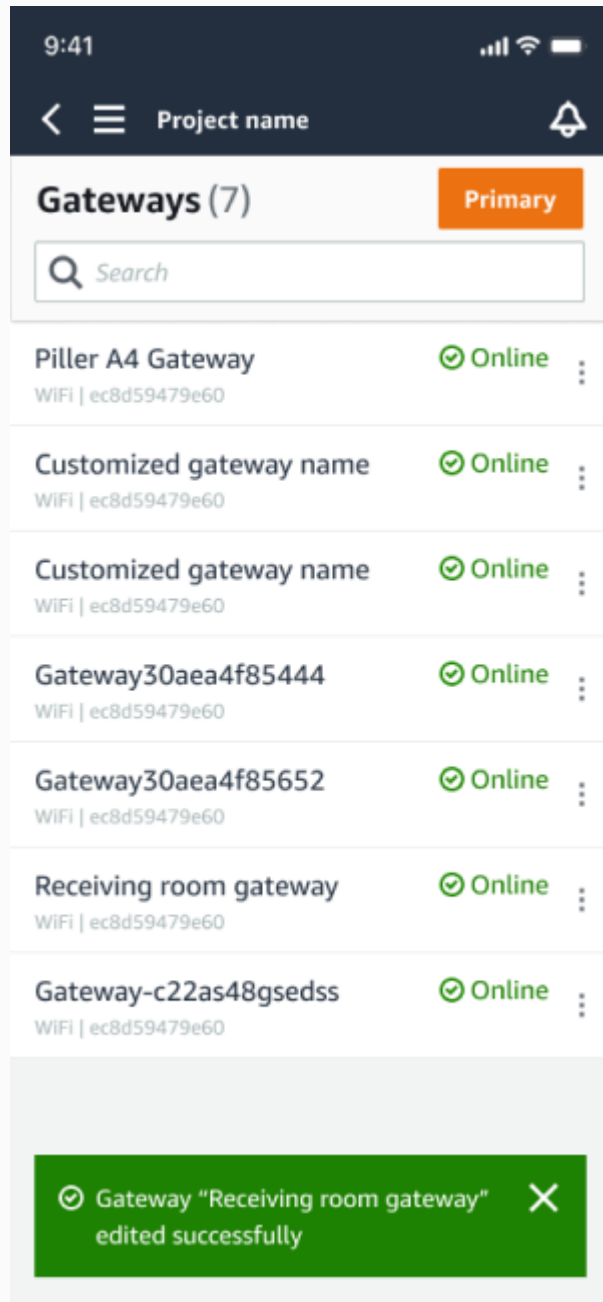 9:41
Project name
Gateways (7)
Primary
Search
Piller A4 Gateway
Online
WiFi | ec8d59479e60
Customized gateway name
Online
WiFi | ec8d59479e60
Customized gateway name
Online
WiFi | ec8d59479e60
Gateway30aea4f85444
Online
WiFi | ec8d59479e60
Gateway30aea4f85652
Online
WiFi | ec8d59479e60
Receiving room gateway
Online
WiFi | ec8d59479e60
Gateway-c22as48gsedss
Online
WiFi | ec8d59479e60
Gateway “Receiving room gateway”
edited successfully